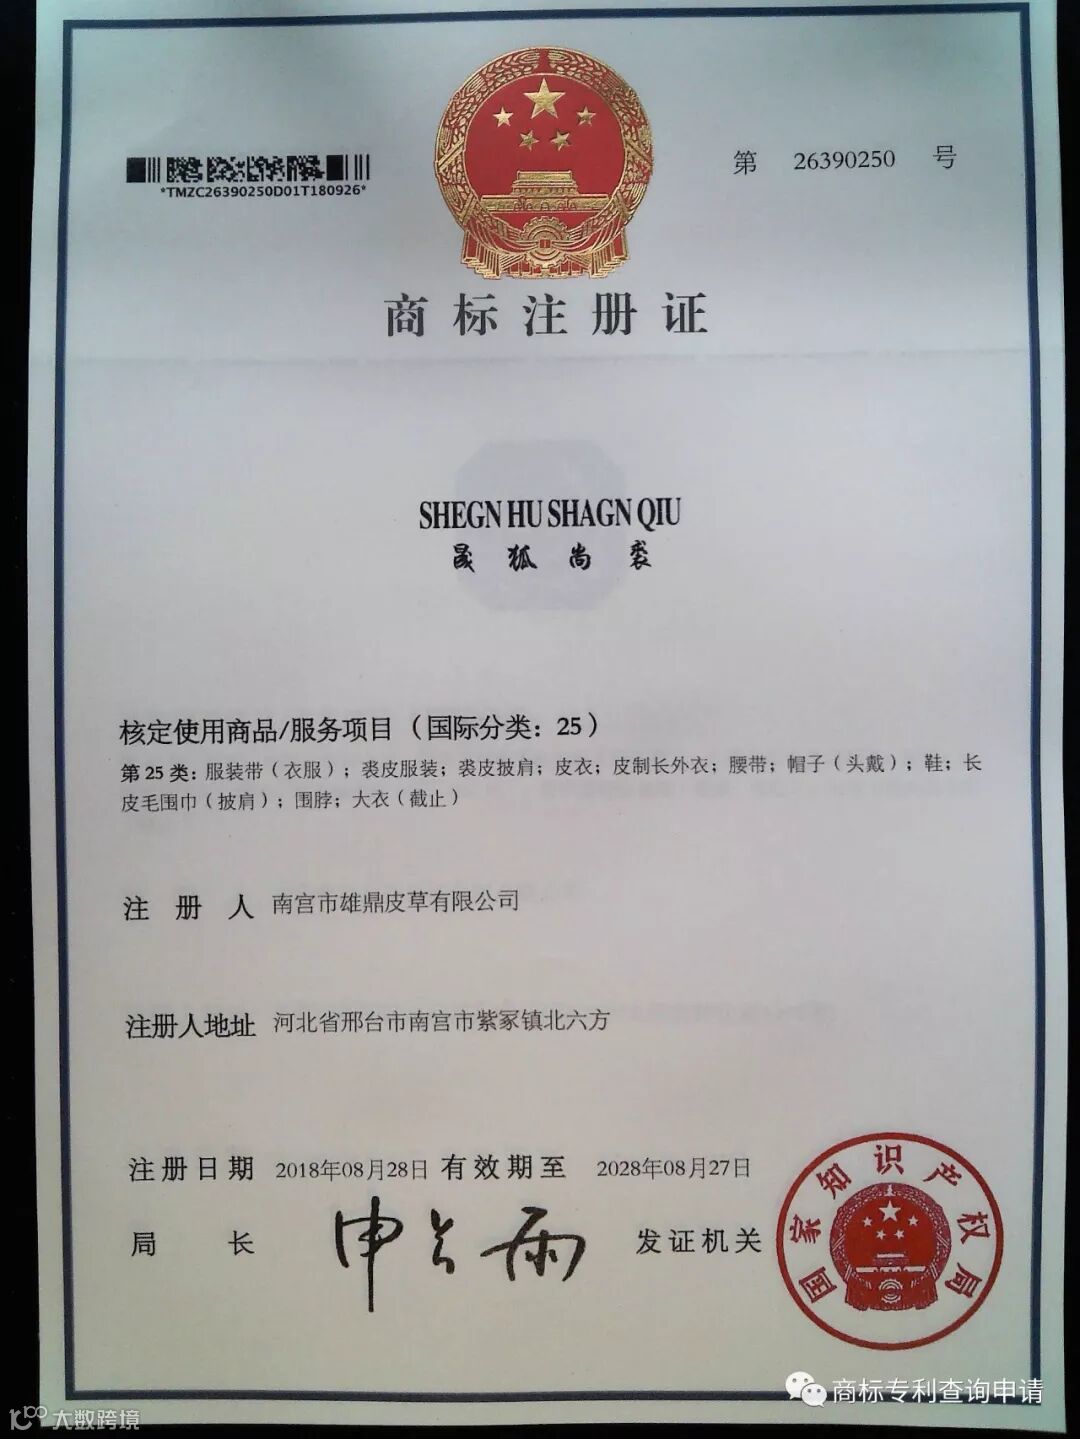 *TMZC26390250D01T180926*
第 26390250 号
商标注册证
SHEGN HU SHAGN QIU
晟狐尚裘
核定使用商品/服务项目（国际分类：25）
第 25 类：服装带（衣服）；裘皮服装；裘皮披肩；皮衣；皮制长外衣；腰带；帽子（头戴）；鞋；长
皮毛围巾（披肩）；围脖；大衣（截止）
注册人 南宫市雄鼎皮草有限公司
注册人地址 河北省邢台市南宫市紫冢镇北六方
注册日期 2018年08月28日 有效期至 2028年08月27日
局长 申长雨 发证机关
国家知识产权局
商标专利查询申请
大数跨境